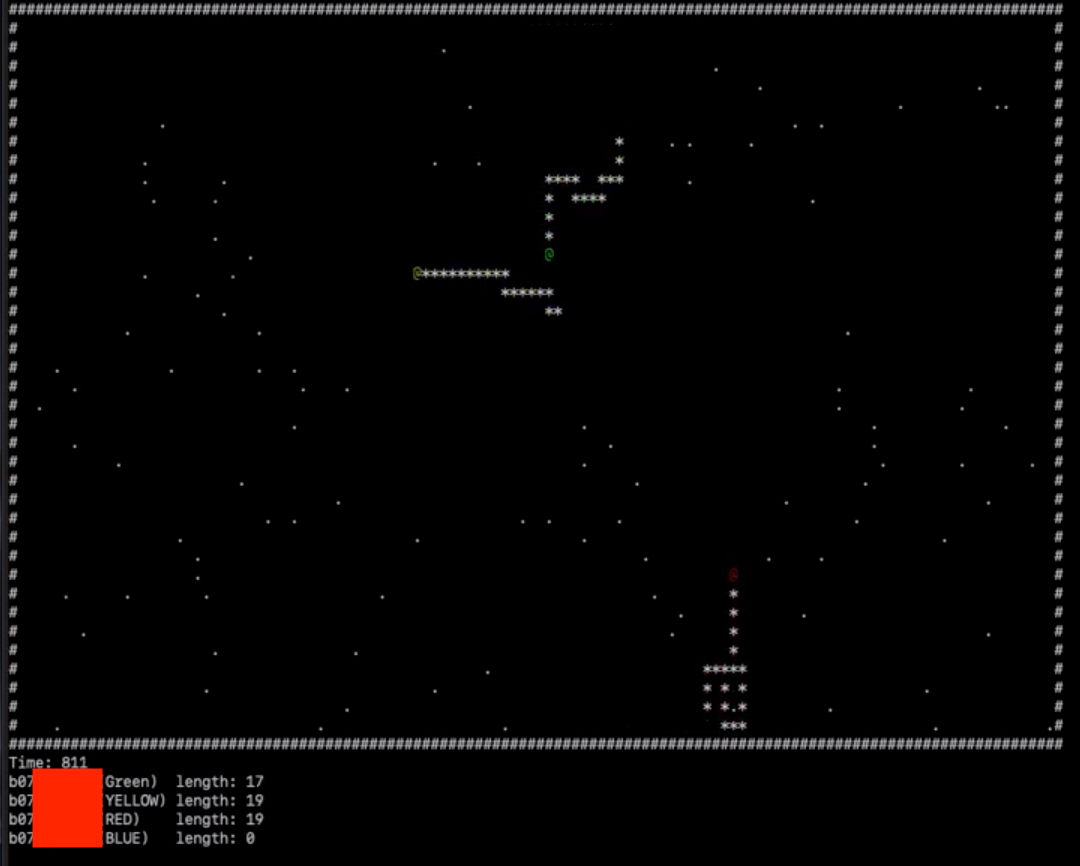 Time: 811
b07 Green) length: 17
b07 YELLOW) length: 19
b07 RED) length: 19
b07 BLUE) length: 0